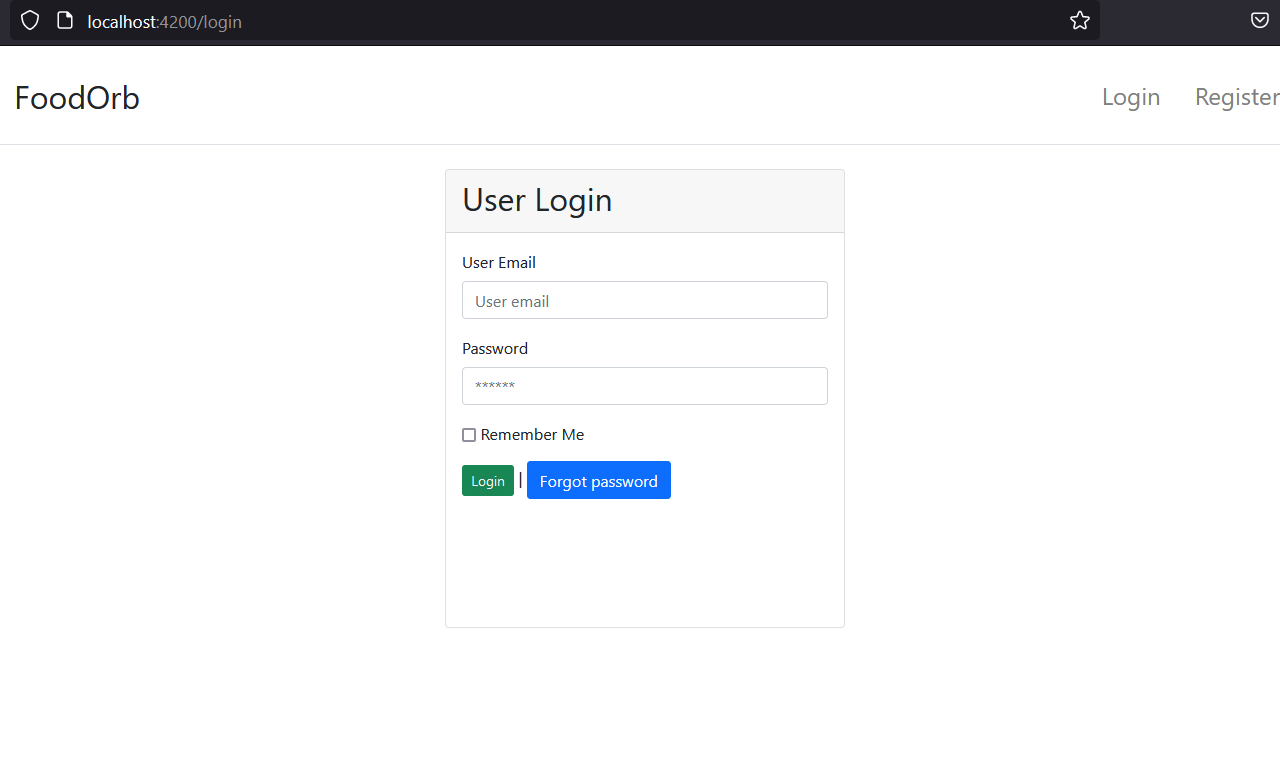 localhost:4200/login
FoodOrb Login Register
User Login
User Email
User email
Password
******
Remember Me
Login | Forgot password